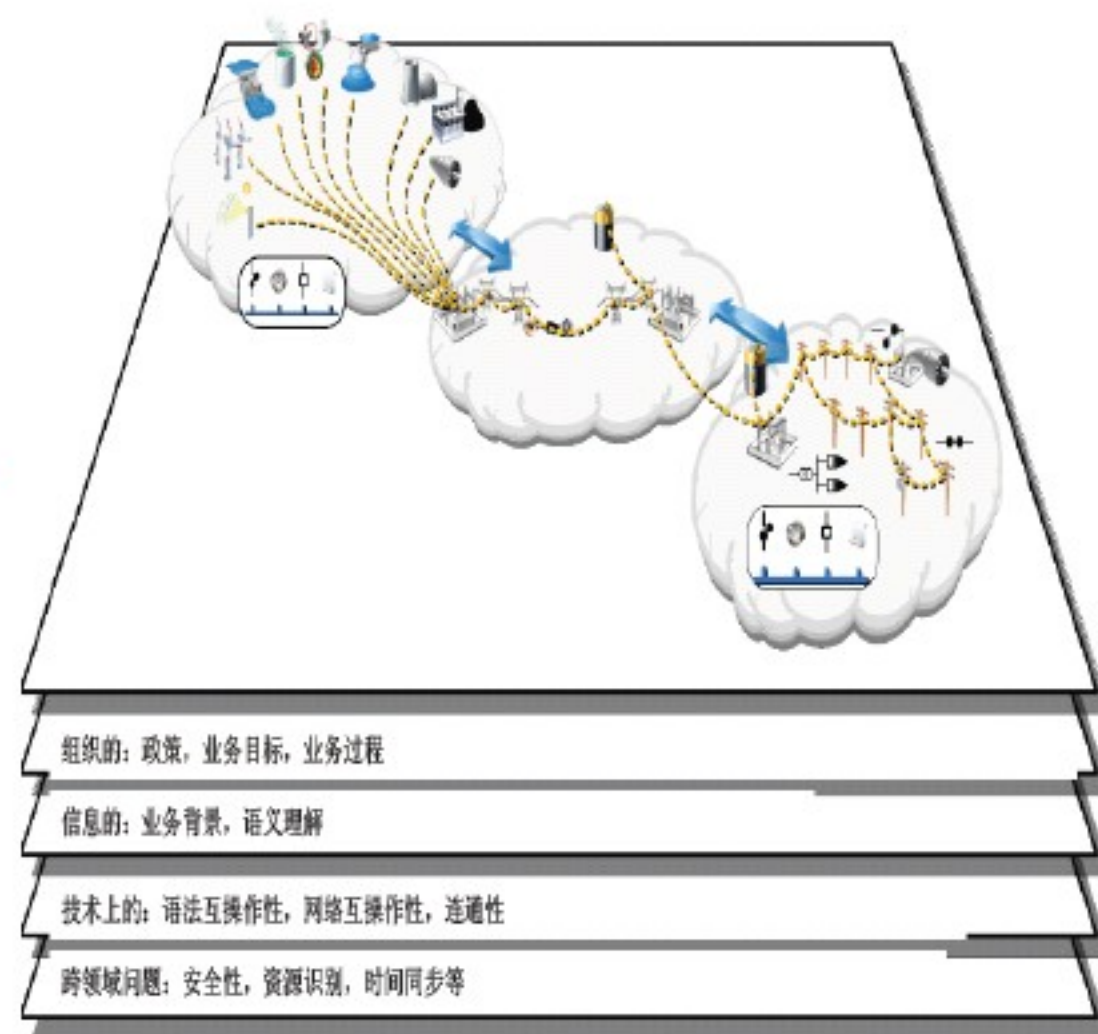 组织的：政策，业务目标，业务过程
信息的：业务背景，语义理解
技术上的：语法互操作性，网络互操作性，连通性
跨领域问题：安全性，资源识别，时间同步等